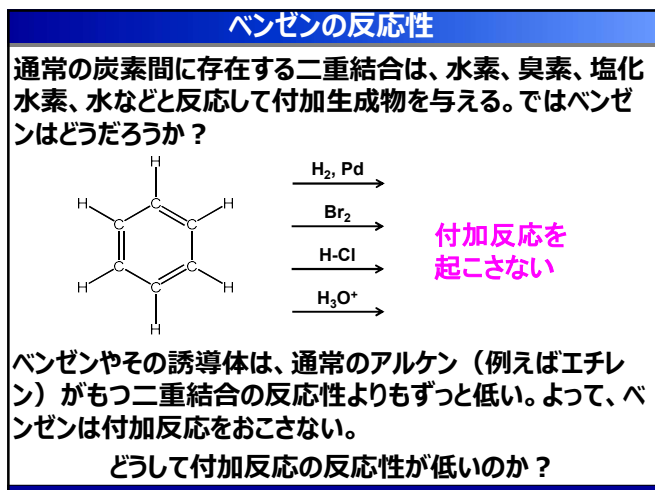 ベンゼンの反応性
通常の炭素間に存在する二重結合は、水素、臭素、塩化
水素、水などと反応して付加生成物を与える。ではベンゼ
ンはどうだろうか？
H
H C H
C C
C C
H C H
H
H₂, Pd
Br₂
H-Cl
H₃O⁺
付加反応を
起こさない
ベンゼンやその誘導体は、通常のアルケン（例えばエチレ
ン）がもつ二重結合の反応性よりもずっと低い。よって、ベ
ンゼンは付加反応をおこさない。
どうして付加反応の反応性が低いのか？